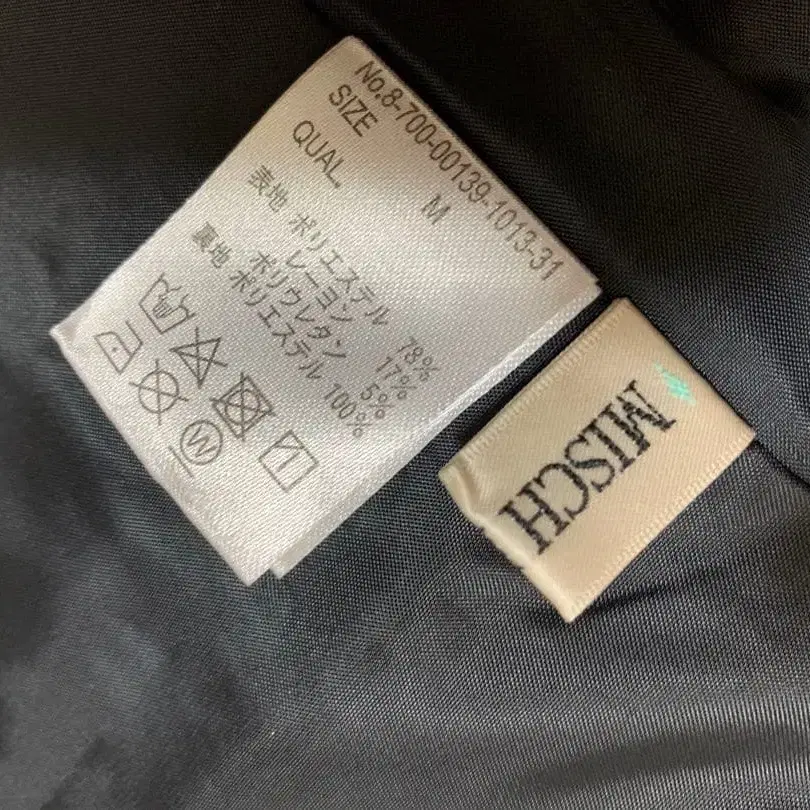 No.8-700-00139-1013-31
SIZE M
QUAL.
表地 ポリエステル 78%
レーヨン 17%
ポリウレタン 5%
裏地 ポリエステル 100%
W
MISCH